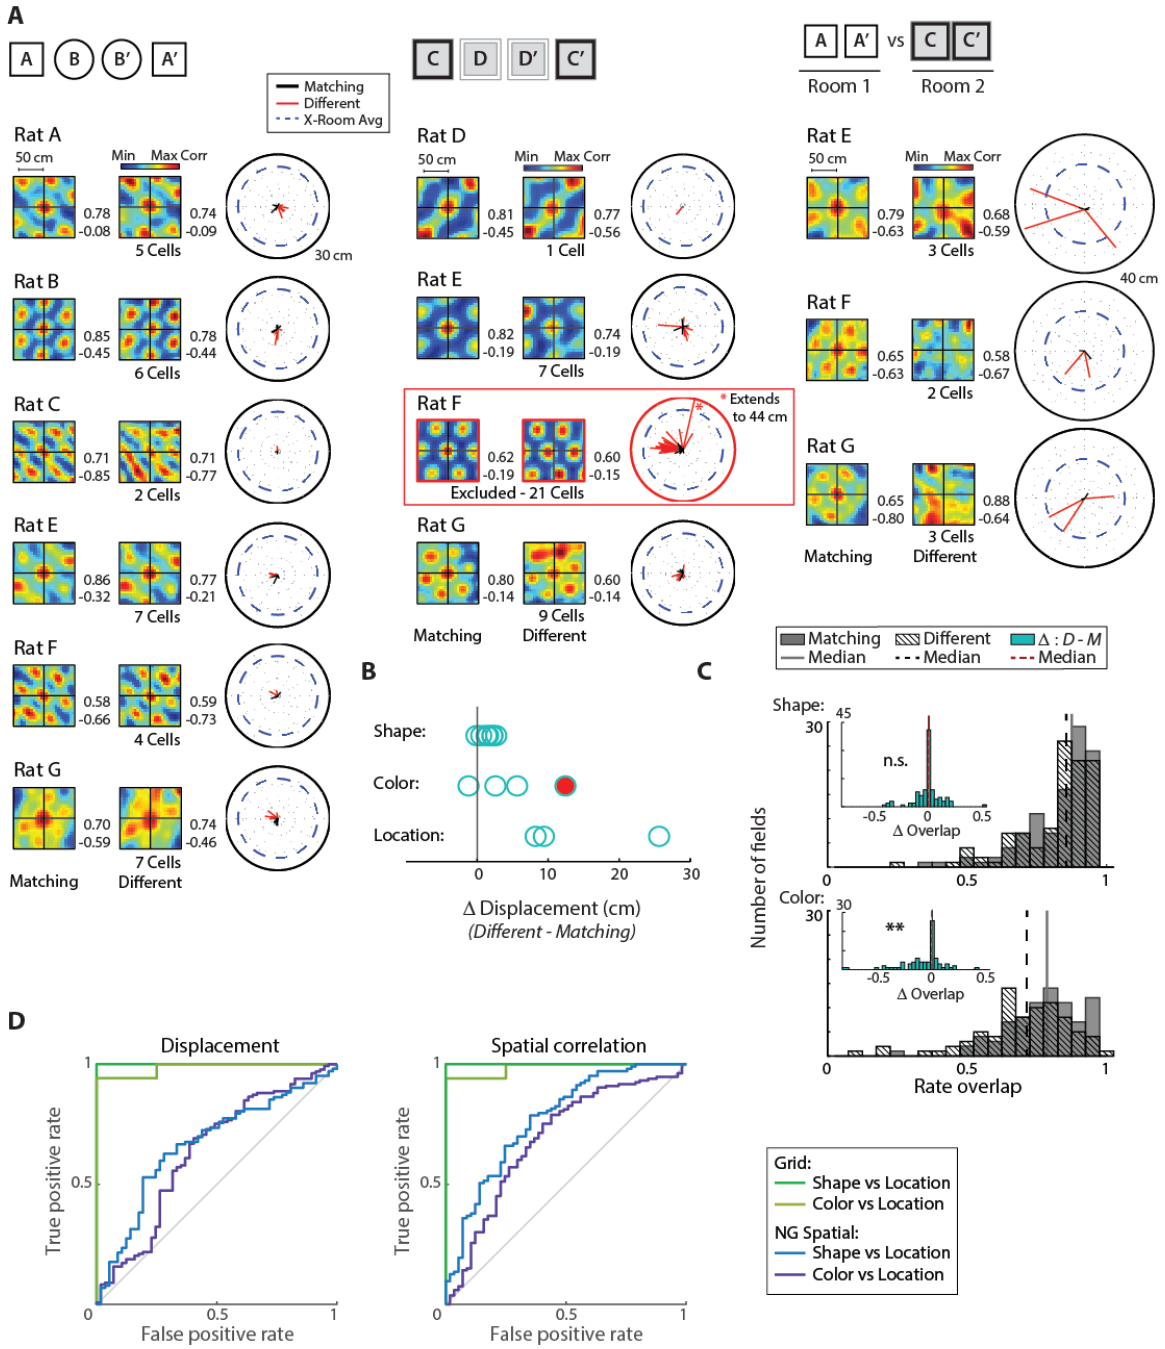 A
A B B′ A′
Matching
Different
X-Room Avg
Rat A
50 cm
Min Max Corr
0.78
-0.08
0.74
-0.09
5 Cells
30 cm
Rat B
0.85
-0.45
0.78
-0.44
6 Cells
Rat C
0.71
-0.85
0.71
-0.77
2 Cells
Rat E
0.86
-0.32
0.77
-0.21
7 Cells
Rat F
0.58
-0.66
0.59
-0.73
4 Cells
Rat G
0.70
-0.59
0.74
-0.46
7 Cells
Matching Different
C D D′ C′
Rat D
50 cm
Min Max Corr
0.81
-0.45
0.77
-0.56
1 Cell
Rat E
0.82
-0.19
0.74
-0.19
7 Cells
Rat F
* Extends
to 44 cm
*
0.62
-0.19
0.60
-0.15
Excluded - 21 Cells
Rat G
0.80
-0.14
0.60
-0.14
9 Cells
Matching Different
A A′ vs C C′
Room 1 Room 2
Rat E
50 cm
Min Max Corr
0.79
-0.63
0.68
-0.59
3 Cells
40 cm
Rat F
0.65
-0.63
0.58
-0.67
2 Cells
Rat G
0.65
-0.80
0.88
-0.64
3 Cells
Matching Different
B
Shape:
Color:
Location:
0 10 20 30
Δ Displacement (cm)
(Different - Matching)
C
Matching Different Δ : D - M
Median Median Median
Shape:
30
45
n.s.
-0.5 0 0.5
Δ Overlap
0 0.5 1
Color:
30
30
**
-0.5 0 0.5
Δ Overlap
0 0.5 1
Number of fields
Rate overlap
D
Displacement
1
0.5
0 0.5 1
True positive rate
False positive rate
Spatial correlation
1
0.5
0 0.5 1
True positive rate
False positive rate
Grid:
Shape vs Location
Color vs Location
NG Spatial:
Shape vs Location
Color vs Location